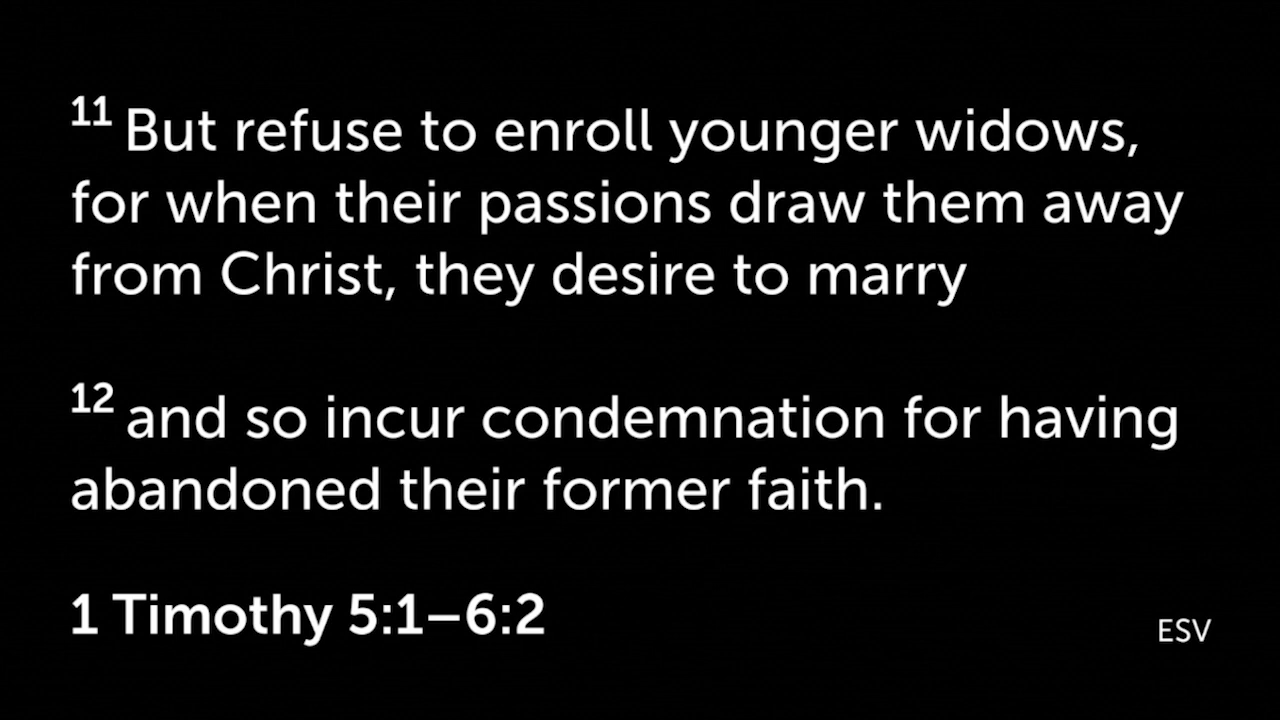 11 But refuse to enroll younger widows,
for when their passions draw them away
from Christ, they desire to marry
12 and so incur condemnation for having
abandoned their former faith.
1 Timothy 5:1–6:2
ESV